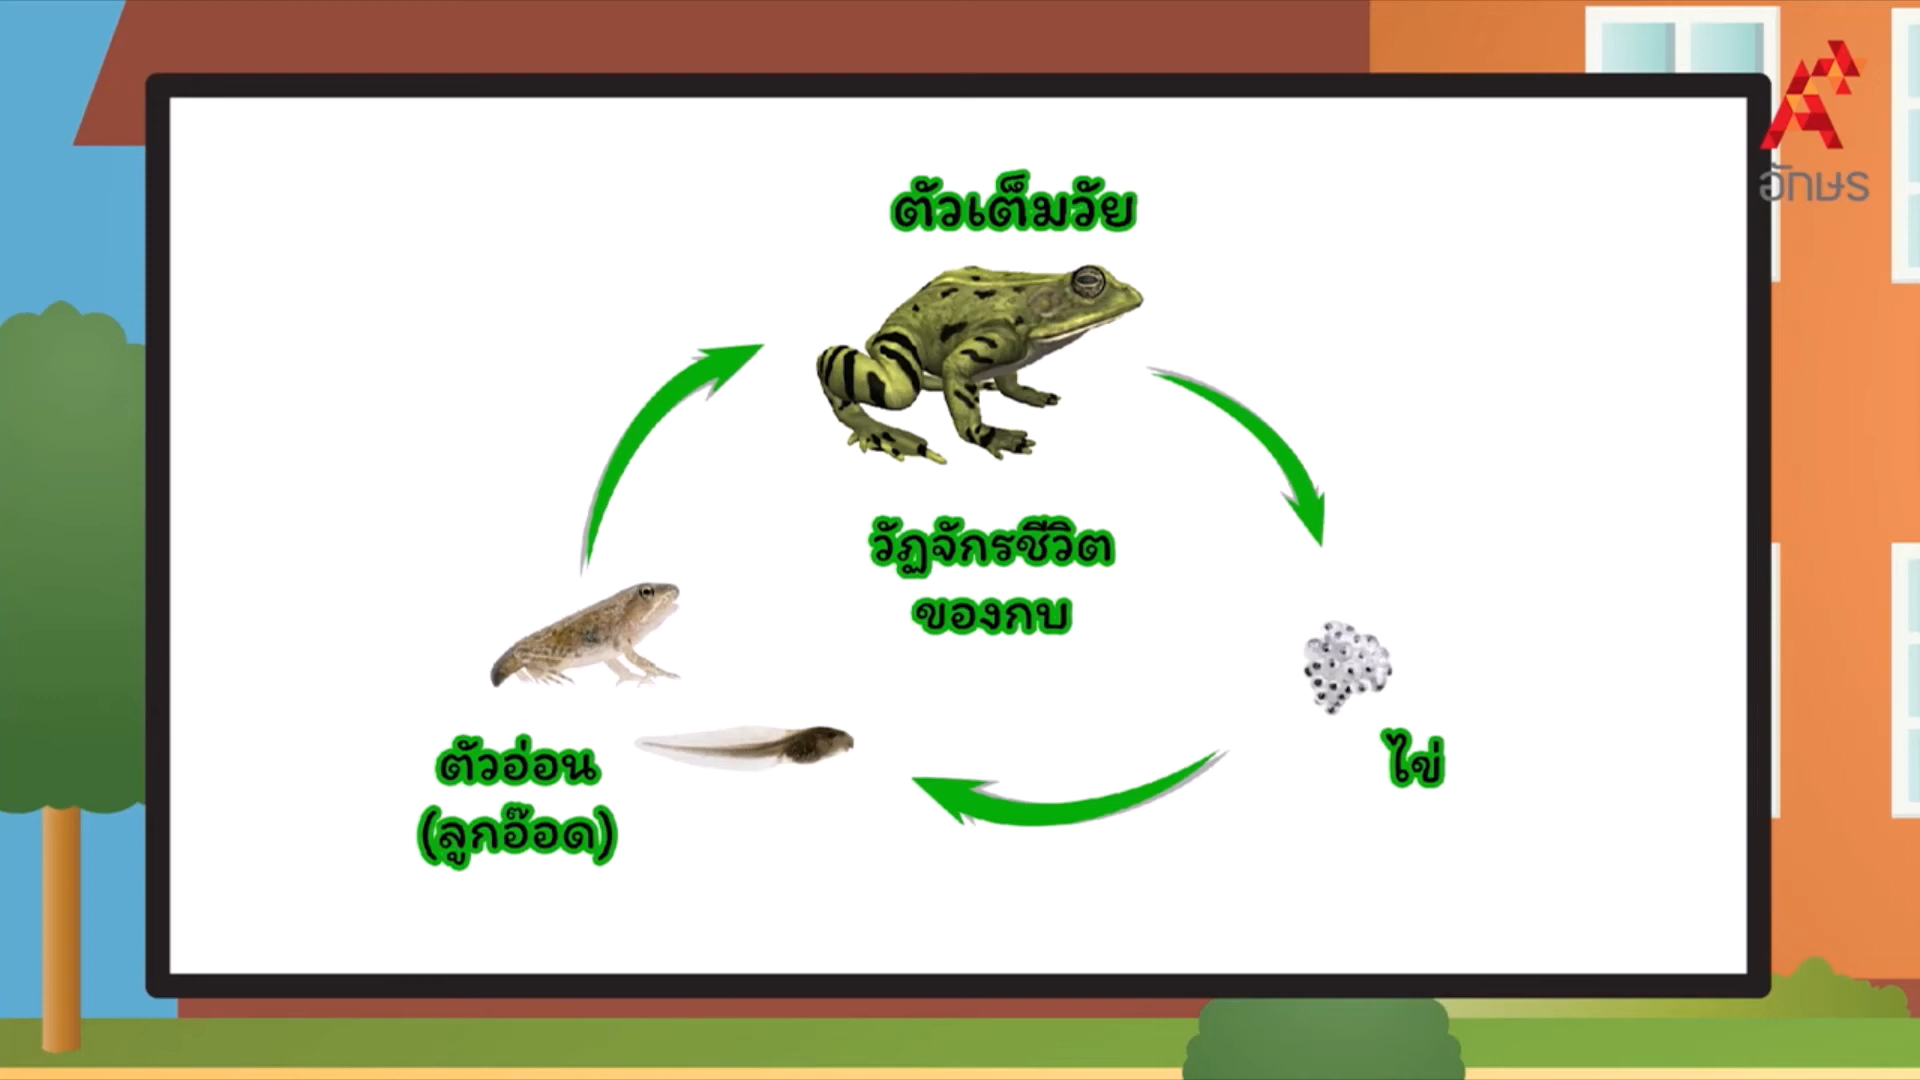 อักษร
ตัวเต็มวัย
วัฏจักรชีวิต
ของกบ
ไข่
ตัวอ่อน
(ลูกอ๊อด)